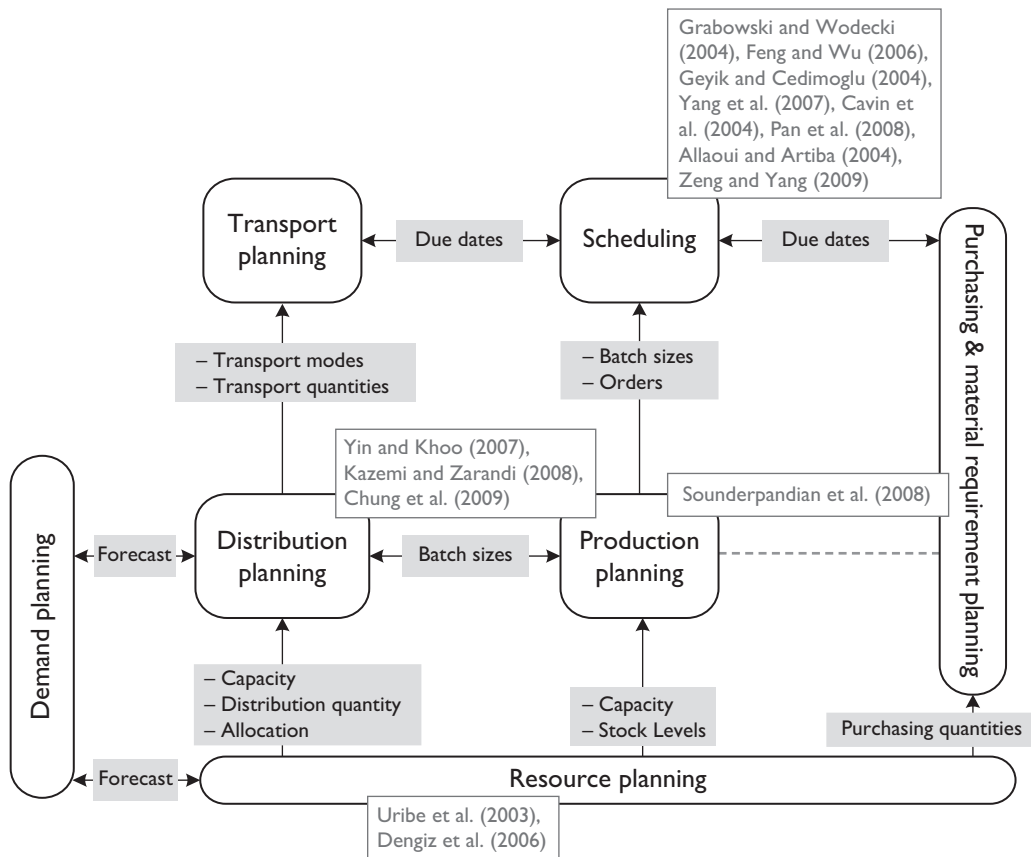 Grabowski and Wodecki
(2004), Feng and Wu (2006),
Geyik and Cedimoglu (2004),
Yang et al. (2007), Cavin et
al. (2004), Pan et al. (2008),
Allaoui and Artiba (2004),
Zeng and Yang (2009)
Transport
planning
Due dates
Scheduling
Due dates
Purchasing & material requirement planning
– Transport modes
– Transport quantities
– Batch sizes
– Orders
Yin and Khoo (2007),
Kazemi and Zarandi (2008),
Chung et al. (2009)
Sounderpandian et al. (2008)
Demand planning
Forecast
Distribution
planning
Batch sizes
Production
planning
– Capacity
– Distribution quantity
– Allocation
– Capacity
– Stock Levels
Purchasing quantities
Forecast
Resource planning
Uribe et al. (2003),
Dengiz et al. (2006)